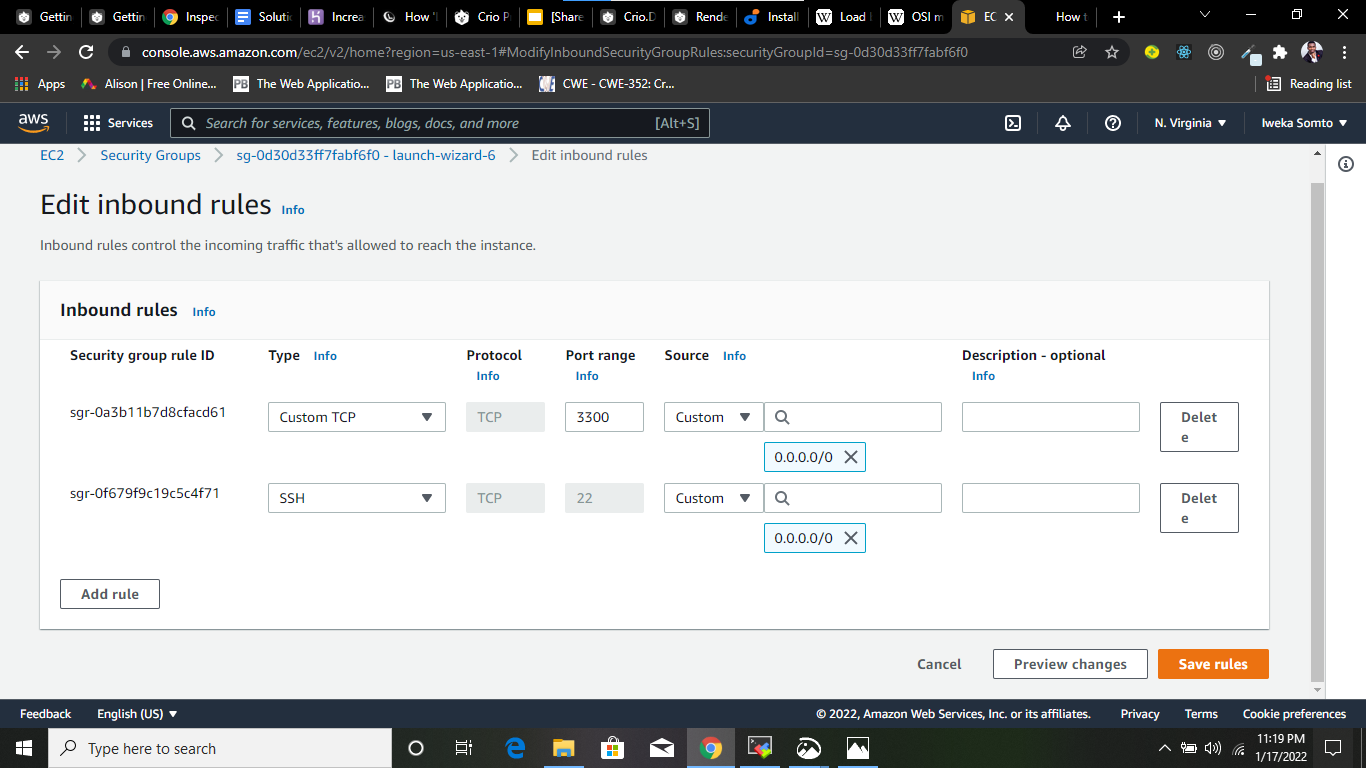 Gettin
Gettin
Inspec
Soluti
Increa
How '
Crio P
[Share
Crio.D
Rende
Install
Load
OSI m
EC
How t
console.aws.amazon.com/ec2/v2/home?region=us-east-1#ModifyInboundSecurityGroupRules:securityGroupId=sg-0d30d33ff7fabf6f0
Apps
Alison | Free Online...
PB The Web Applicatio...
PB The Web Applicatio...
CWE - CWE-352: Cr...
Reading list
aws
Services
Search for services, features, blogs, docs, and more [Alt+S]
N. Virginia
Iweka Somto
EC2
Security Groups
sg-0d30d33ff7fabf6f0 - launch-wizard-6
Edit inbound rules
Edit inbound rules Info
Inbound rules control the incoming traffic that's allowed to reach the instance.
Inbound rules Info
Security group rule ID
Type Info
Protocol
Info
Port range
Info
Source Info
Description - optional
Info
sgr-0a3b11b7d8cfacd61
Custom TCP
TCP
3300
Custom
0.0.0.0/0
Delet
e
sgr-0f679f9c19c5c4f71
SSH
TCP
22
Custom
0.0.0.0/0
Delet
e
Add rule
Cancel
Preview changes
Save rules
Feedback
English (US)
© 2022, Amazon Web Services, Inc. or its affiliates.
Privacy
Terms
Cookie preferences
Type here to search
11:19 PM
1/17/2022